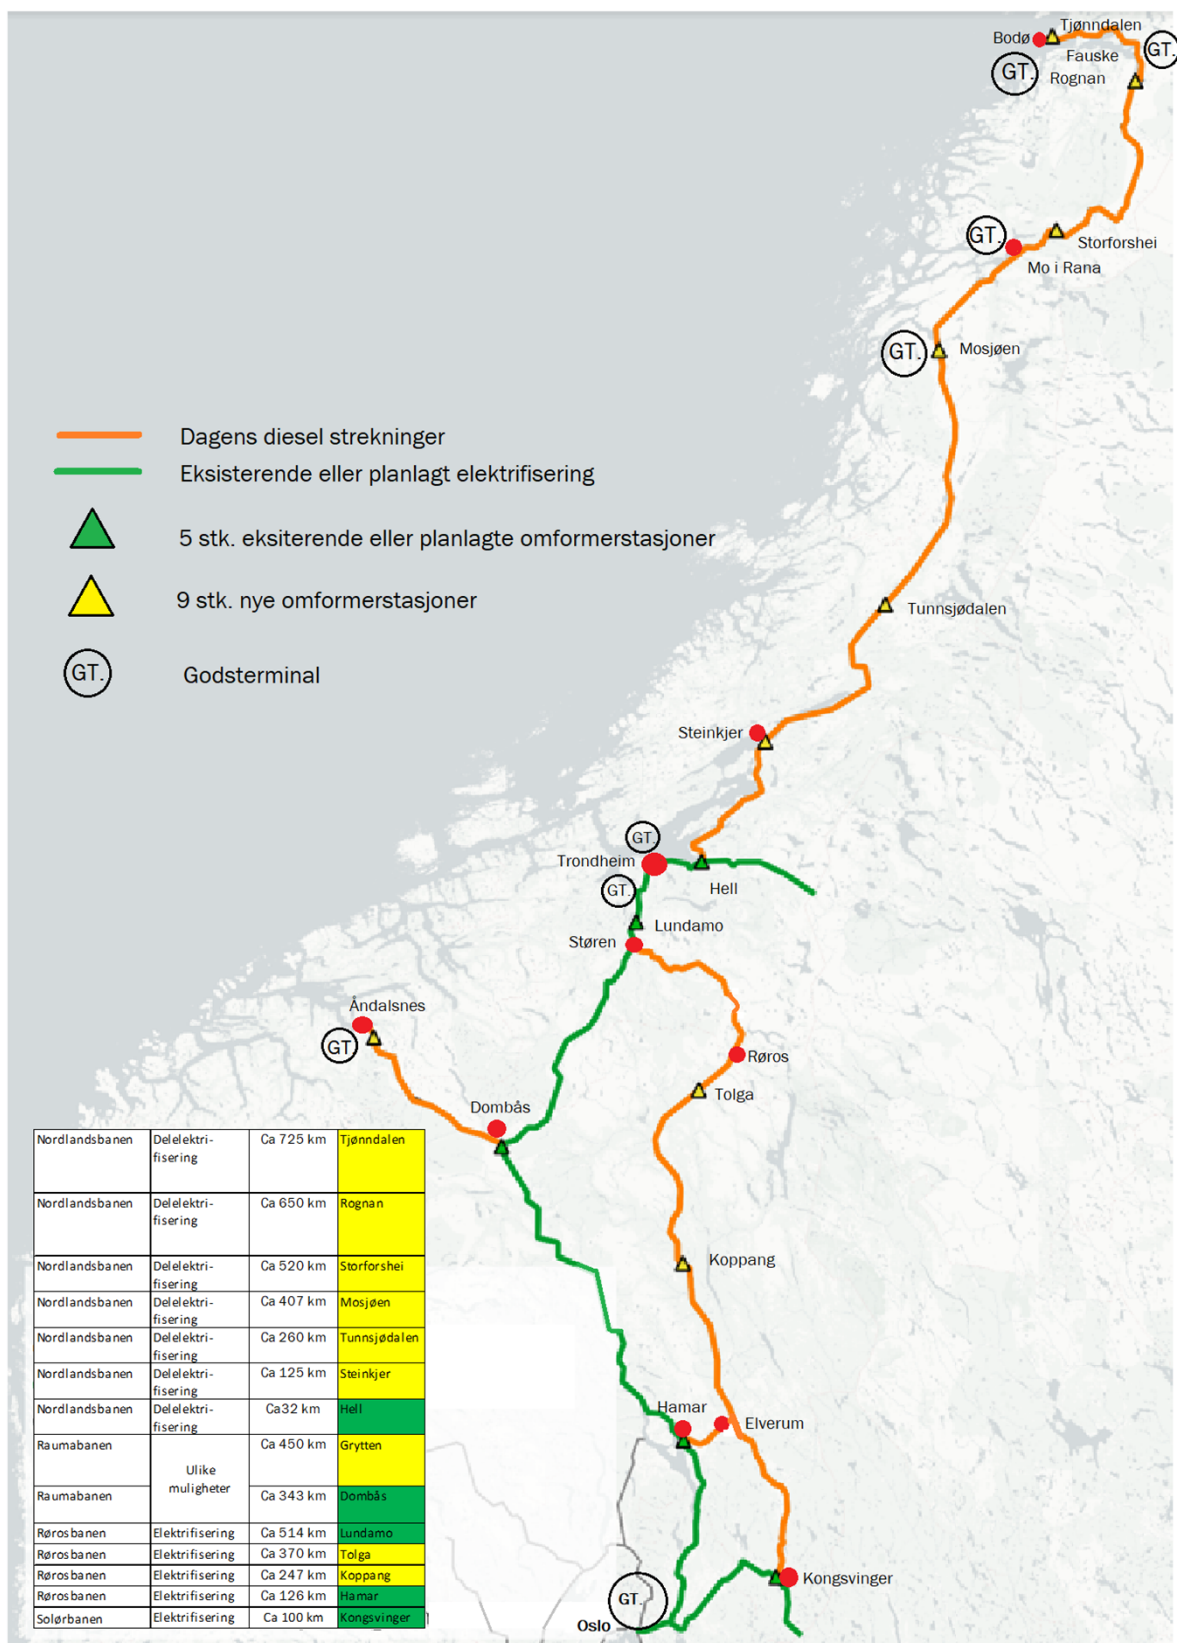 Tjønndalen
Bodø
GT.
Fauske
GT.
Rognan
GT.
Storforshei
Mo i Rana
GT.
Mosjøen
Dagens diesel strekninger
Eksisterende eller planlagt elektrifisering
5 stk. eksiterende eller planlagte omformerstasjoner
9 stk. nye omformerstasjoner
Tunnsjødalen
GT.
Godsterminal
Steinkjer
GT.
Trondheim
GT.
Hell
Lundamo
Støren
Åndalsnes
GT
Røros
Tolga
Dombås
Koppang
Hamar
Elverum
Kongsvinger
GT.
Oslo
Nordlandsbanen Delelektri- Ca 725 km Tjønndalen
fisering
Nordlandsbanen Delelektri- Ca 650 km Rognan
fisering
Nordlandsbanen Delelektri- Ca 520 km Storforshei
fisering
Nordlandsbanen Delelektri- Ca 407 km Mosjøen
fisering
Nordlandsbanen Delelektri- Ca 260 km Tunnsjødalen
fisering
Nordlandsbanen Delelektri- Ca 125 km Steinkjer
fisering
Nordlandsbanen Delelektri- Ca32 km Hell
fisering
Raumabanen Ca 450 km Grytten
Ulike
muligheter
Raumabanen Ca 343 km Dombås
Rørosbanen Elektrifisering Ca 514 km Lundamo
Rørosbanen Elektrifisering Ca 370 km Tolga
Rørosbanen Elektrifisering Ca 247 km Koppang
Rørosbanen Elektrifisering Ca 126 km Hamar
Solørbanen Elektrifisering Ca 100 km Kongsvinger